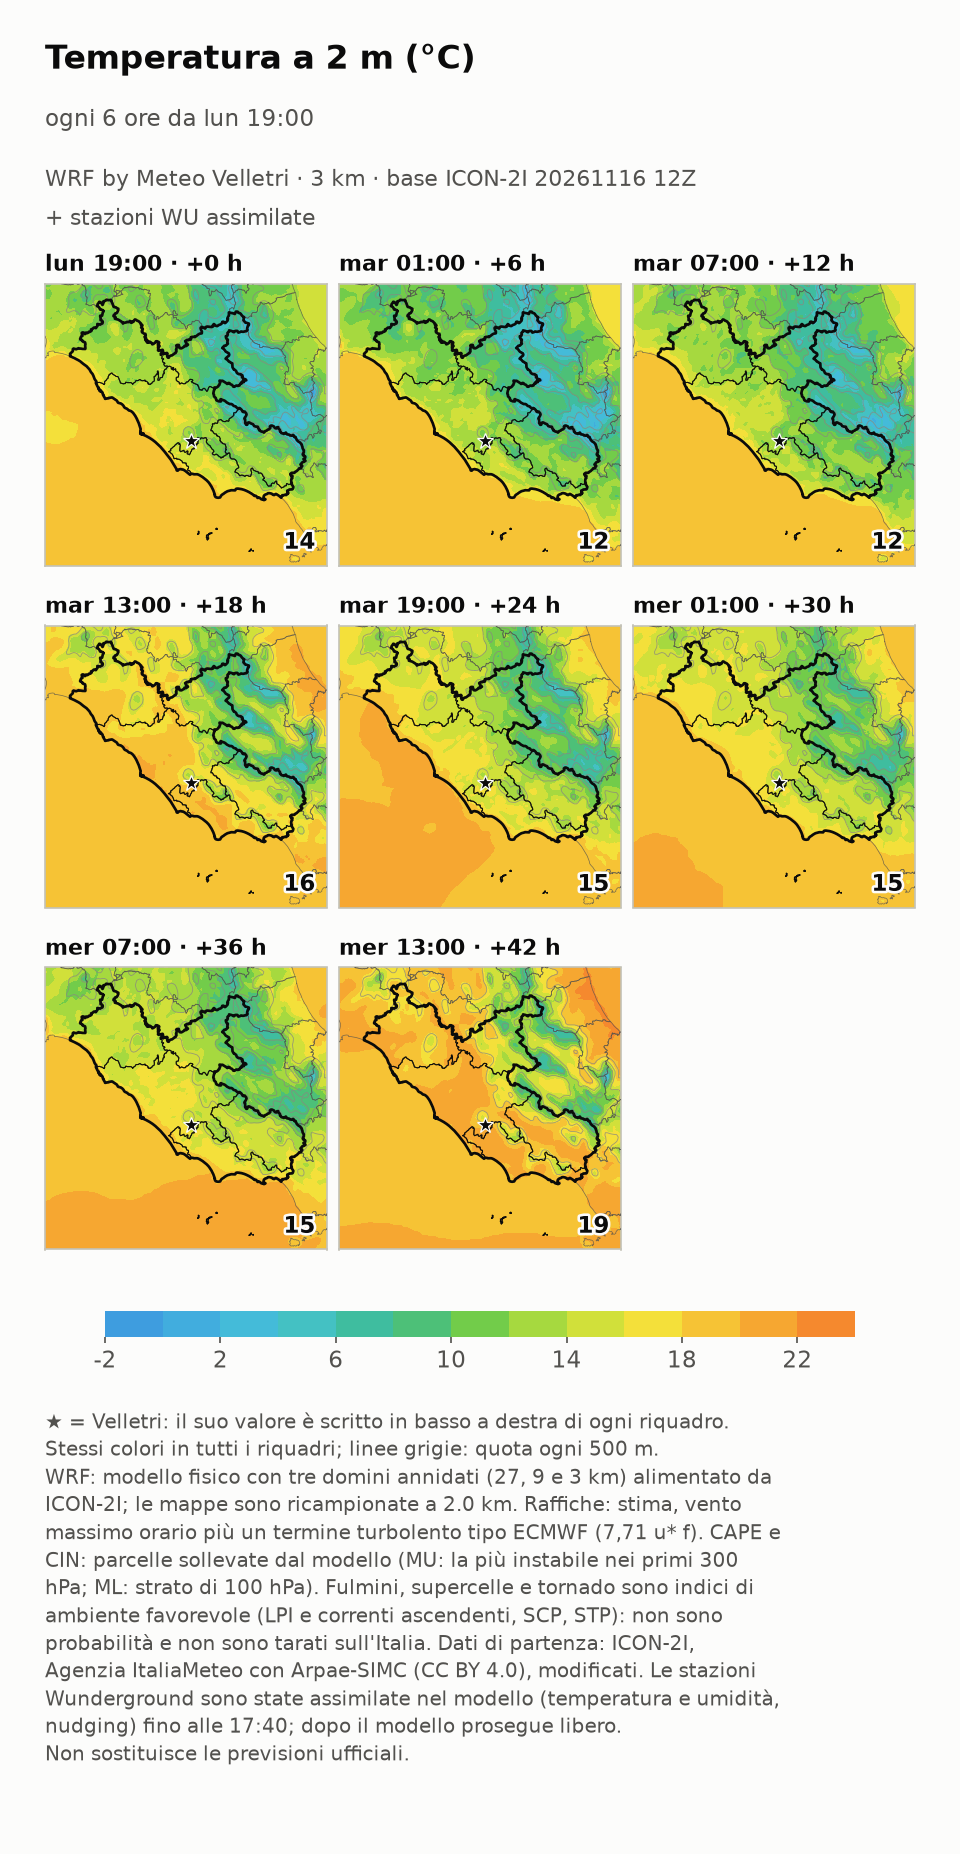 Temperatura a 2 m (°C)
ogni 6 ore da lun 19:00
WRF by Meteo Velletri · 3 km · base ICON-2I 20261116 12Z
+ stazioni WU assimilate
lun 19:00 · +0 h
mar 01:00 · +6 h
mar 07:00 · +12 h
14
12
12
mar 13:00 · +18 h
mar 19:00 · +24 h
mer 01:00 · +30 h
16
15
15
mer 07:00 · +36 h
mer 13:00 · +42 h
15
19
-2 2 6 10 14 18 22
★ = Velletri: il suo valore è scritto in basso a destra di ogni riquadro.
Stessi colori in tutti i riquadri; linee grigie: quota ogni 500 m.
WRF: modello fisico con tre domini annidati (27, 9 e 3 km) alimentato da
ICON-2I; le mappe sono ricampionate a 2.0 km. Raffiche: stima, vento
massimo orario più un termine turbolento tipo ECMWF (7,71 u* f). CAPE e
CIN: parcelle sollevate dal modello (MU: la più instabile nei primi 300
hPa; ML: strato di 100 hPa). Fulmini, supercelle e tornado sono indici di
ambiente favorevole (LPI e correnti ascendenti, SCP, STP): non sono
probabilità e non sono tarati sull'Italia. Dati di partenza: ICON-2I,
Agenzia ItaliaMeteo con Arpae-SIMC (CC BY 4.0), modificati. Le stazioni
Wunderground sono state assimilate nel modello (temperatura e umidità,
nudging) fino alle 17:40; dopo il modello prosegue libero.
Non sostituisce le previsioni ufficiali.